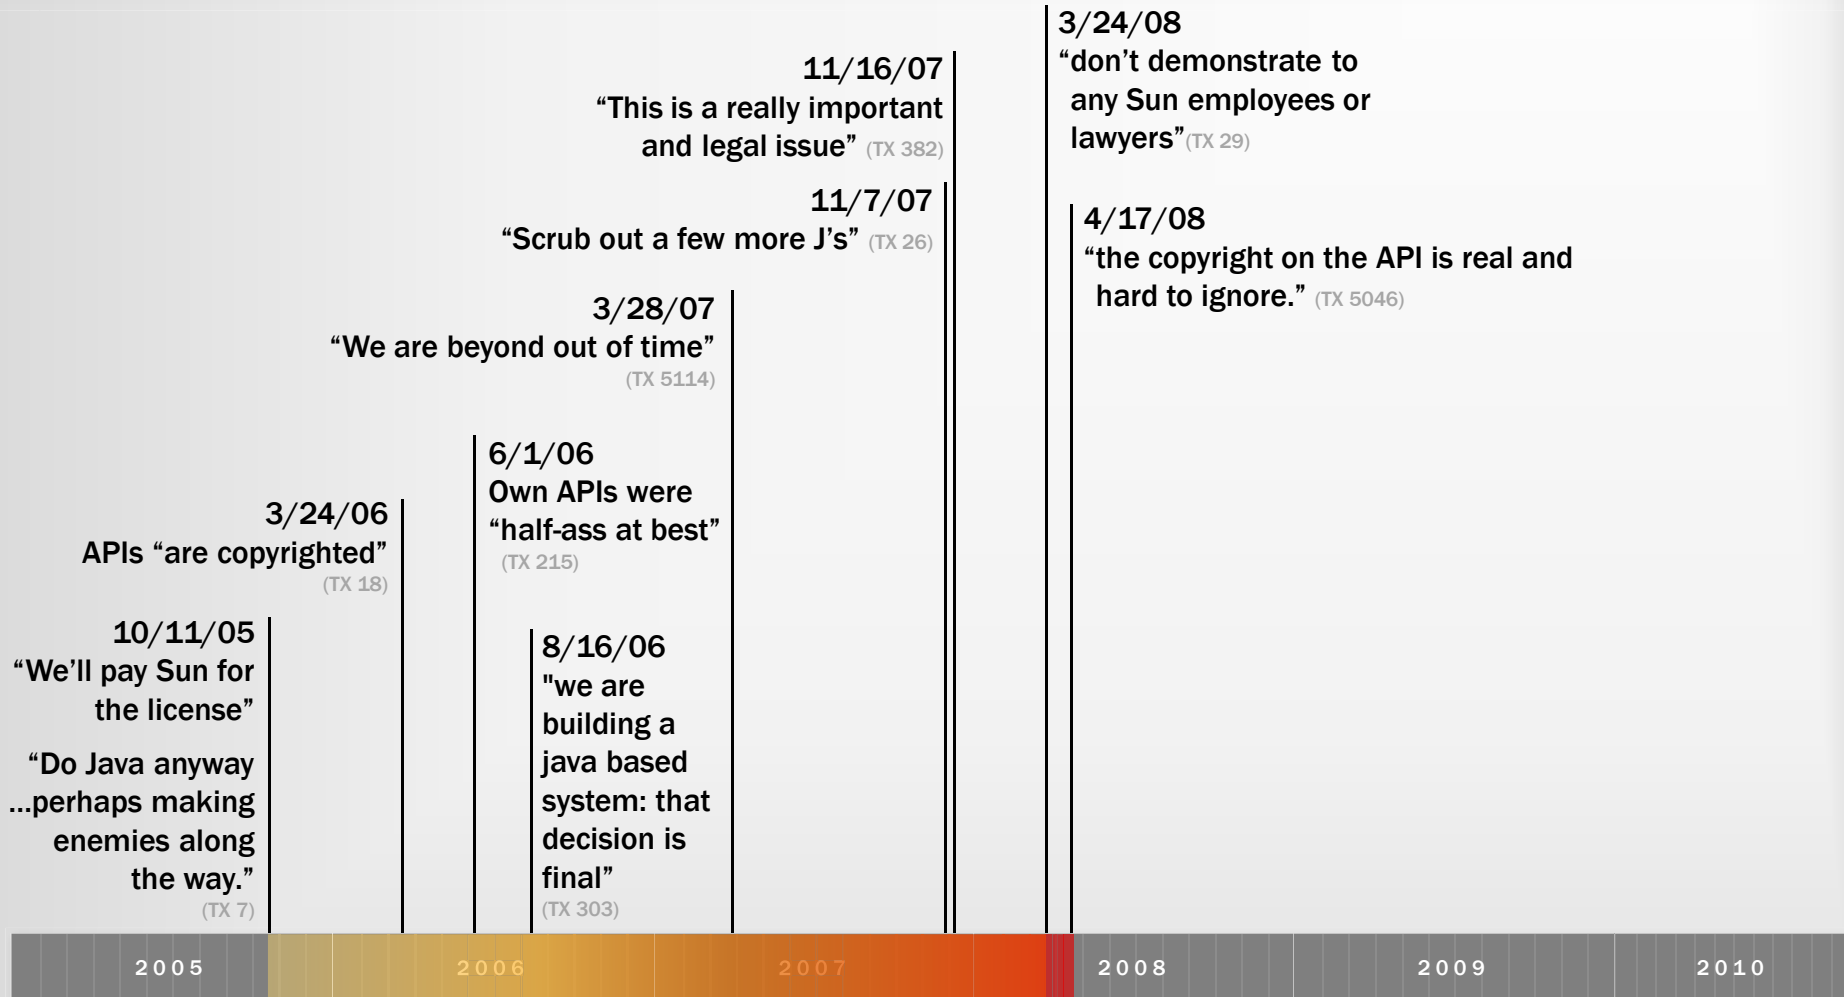 3/24/08
“don’t demonstrate to
any Sun employees or
lawyers”(TX 29)
11/16/07
“This is a really important
and legal issue” (TX 382)
11/7/07
“Scrub out a few more J’s” (TX 26)
4/17/08
“the copyright on the API is real and
hard to ignore.” (TX 5046)
3/28/07
“We are beyond out of time”
(TX 5114)
6/1/06
Own APIs were
“half-ass at best”
(TX 215)
3/24/06
APIs “are copyrighted”
(TX 18)
10/11/05
“We’ll pay Sun for
the license”
“Do Java anyway
...perhaps making
enemies along
the way.”
(TX 7)
8/16/06
"we are
building a
java based
system: that
decision is
final”
(TX 303)
2005 2006 2007 2008 2009 2010